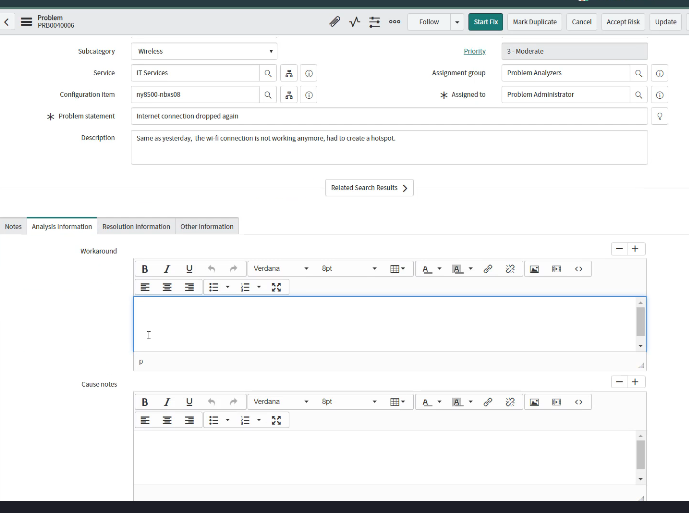 Problem
PRB0040006
Follow Start Fix Mark Duplicate Cancel Accept Risk Update
Subcategory Wireless Priority 3 - Moderate
Service IT Services Assignment group Problem Analyzers
Configuration item ny8500-nbxs08 Assigned to Problem Administrator
Problem statement Internet connection dropped again
Description Same as yesterday, the wi-fi connection is not working anymore, had to create a hotspot.
Related Search Results
Notes Analysis Information Resolution Information Other Information
Workaround
B I U Verdana 8pt A A
P
Cause notes
B I U Verdana 8pt A A